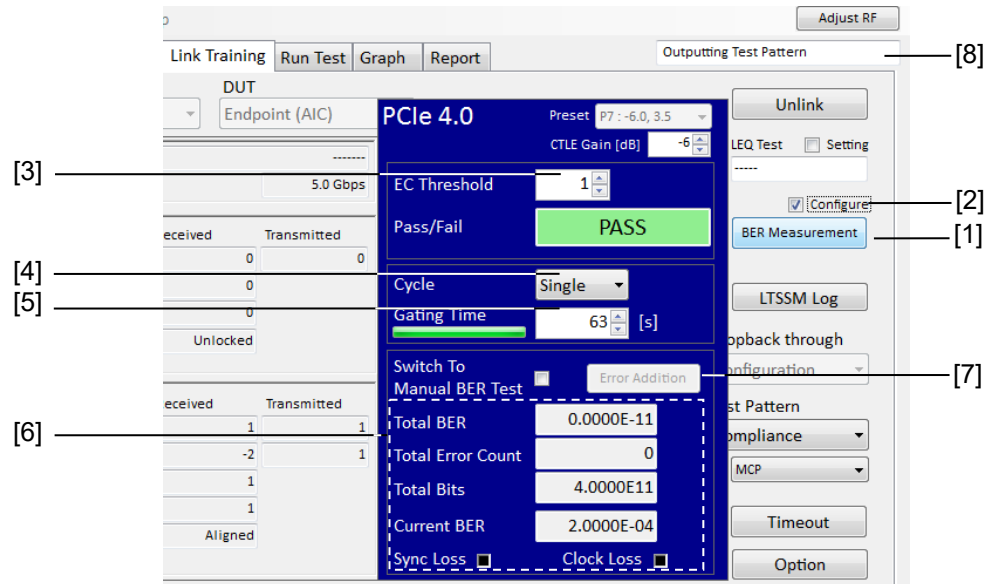 Adjust RF
Link Training Run Test Graph Report
Outputting Test Pattern
[8]
DUT
Endpoint (AIC)
PCIe 4.0
Preset P7 : -6.0, 3.5
CTLE Gain [dB] -6
Unlink
LEQ Test Setting
-----
-------
5.0 Gbps
[3]
EC Threshold 1
Configure
[2]
Pass/Fail PASS
BER Measurement
[1]
eceived Transmitted
0 0
0
0
Unlocked
[4]
Cycle Single
[5]
Gating Time 63 [s]
LTSSM Log
opback through
onfiguration
Switch To
Manual BER Test
Error Addition
[7]
eceived Transmitted
1 1
-2 1
1
1
Aligned
[6]
Total BER 0.0000E-11
Total Error Count 0
Total Bits 4.0000E11
Current BER 2.0000E-04
Sync Loss Clock Loss
st Pattern
ompliance
MCP
Timeout
Option